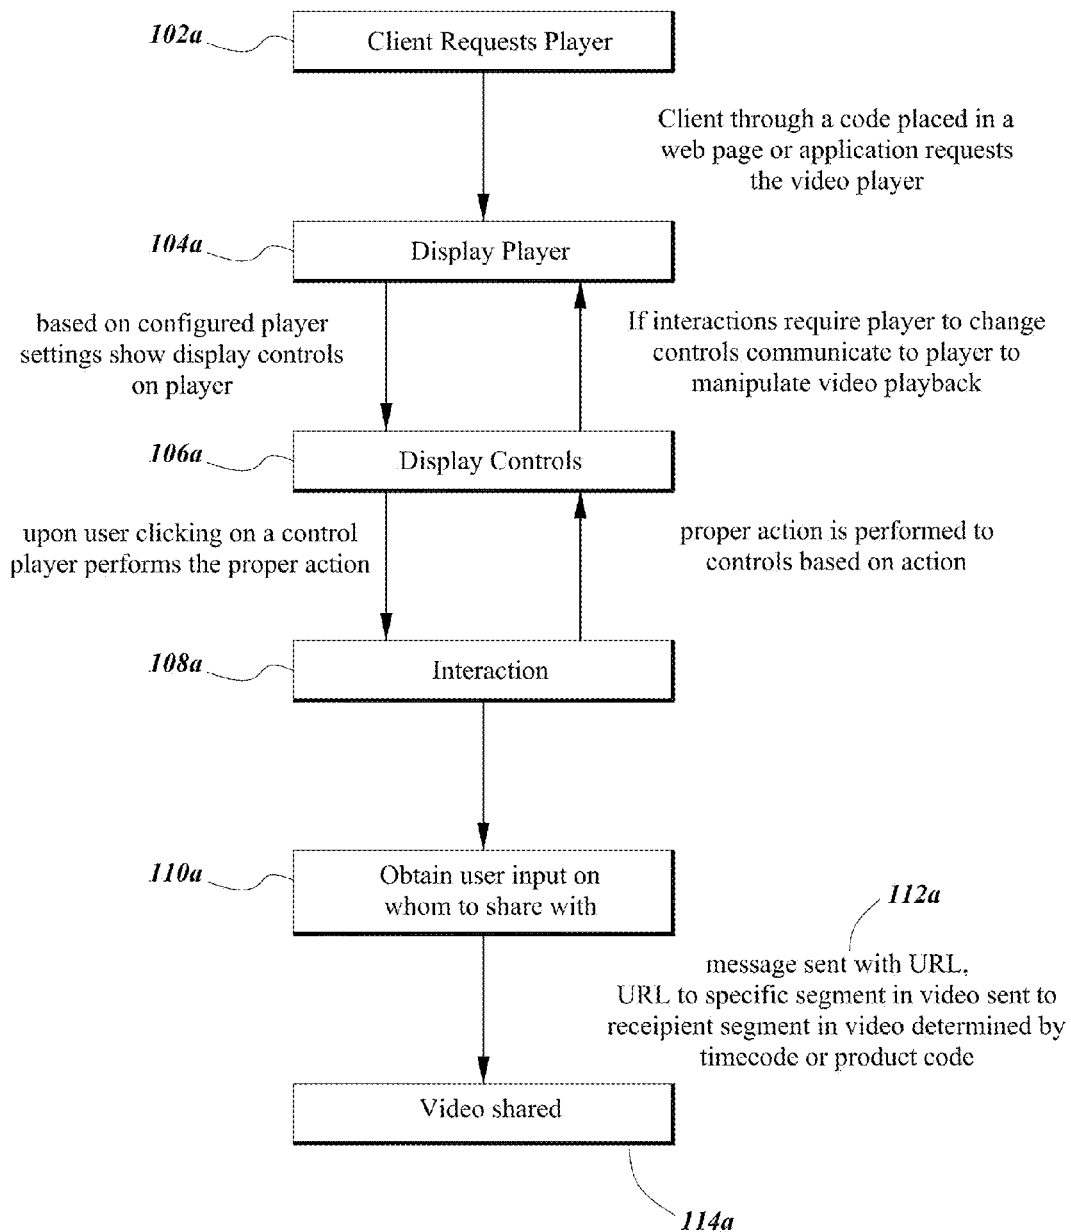 102a
Client Requests Player
Client through a code placed in a
web page or application requests
the video player
104a
Display Player
based on configured player
settings show display controls
on player
If interactions require player to change
controls communicate to player to
manipulate video playback
106a
Display Controls
upon user clicking on a control
player performs the proper action
proper action is performed to
controls based on action
108a
Interaction
110a
Obtain user input on
whom to share with
112a
message sent with URL,
URL to specific segment in video sent to
receipient segment in video determined by
timecode or product code
Video shared
114a